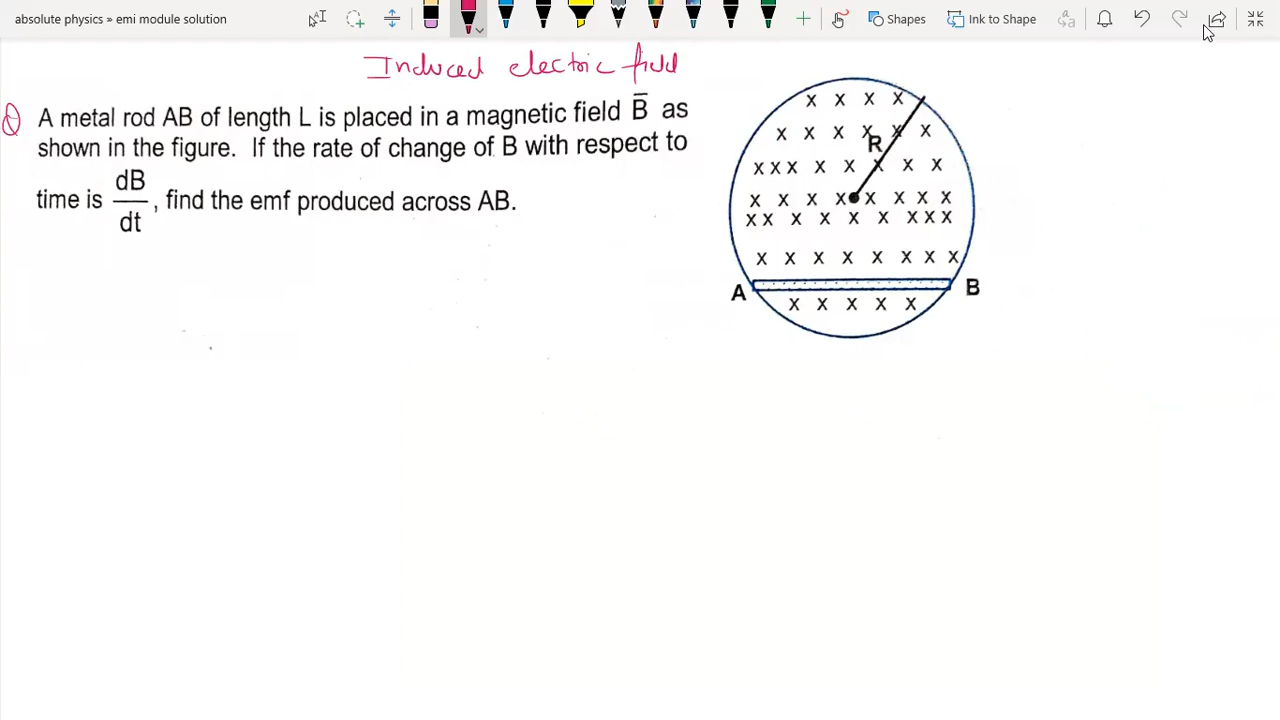 absolute physics » emi module solution
Shapes
Ink to Shape
Induced electric field
Q A metal rod AB of length L is placed in a magnetic field B̄ as
shown in the figure. If the rate of change of B with respect to
time is dB/dt, find the emf produced across AB.
x x x x
x x x x x x
R
x x x x x x x x
x x x x x x x x
x x x x x x x x x
x x x x x x x x
A B
x x x x x